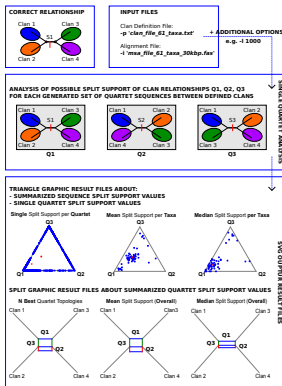 CORRECT RELATIONSHIP
Clan 1
Clan 3
S1
Clan 2
Clan 4
INPUT FILES
Clan Definition File:
-p 'clan_file_61_taxa.txt'
Alignment File:
-i 'msa_file_61_taxa_30kbp.fas'
+ ADDITIONAL OPTIONS
e.g. -l 1000
ANALYSIS OF POSSIBLE SPLIT SUPPORT OF CLAN RELATIONSHIPS Q1, Q2, Q3
FOR EACH GENERATED SET OF QUARTET SEQUENCES BETWEEN DEFINED CLANS
Clan 1
Clan 3
S1
Clan 2
Clan 4
Q1
Clan 1
Clan 2
S2
Clan 4
Q2
Clan 1
Clan 2
S3
Clan 3
Q3
SINGLE QUARTET ANALYSIS
TRIANGLE GRAPHIC RESULT FILES ABOUT:
- SUMMARIZED SEQUENCE SPLIT SUPPORT VALUES
- SINGLE QUARTET SPLIT SUPPORT VALUES
Single Split Support per Quartet
Mean Split Support per Taxa
Median Split Support per Taxa
Q3
Q3
Q3
Q1
Q2
Q1
Q2
Q1
Q2
SPLIT GRAPHIC RESULT FILES ABOUT SUMMARIZED QUARTET SPLIT SUPPORT VALUES
N Best Quartet Topologies
Mean Split Support (Overall)
Median Split Support (Overall)
Clan 1
Clan 3
Clan 1
Clan 3
Clan 1
Clan 3
Q1
Q3
Q2
Q1
Q3
Q2
Q1
Q3
Q2
Clan 2
Clan 4
Clan 2
Clan 4
Clan 2
Clan 4
SVG OUTPUT RESULT FILES